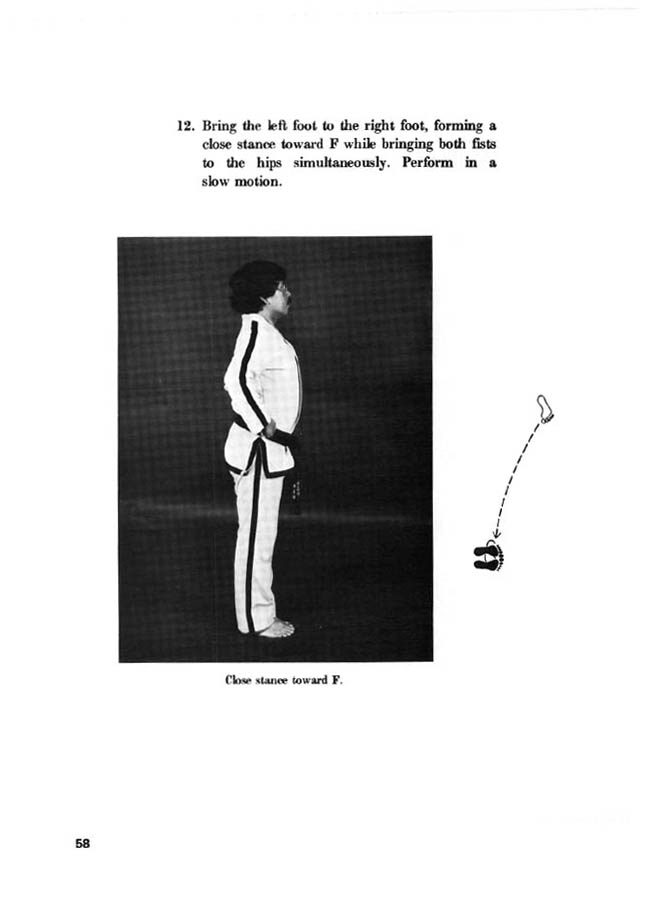 12. Bring the left foot to the right foot, forming a
close stance toward F while bringing both fists
to the hips simultaneously. Perform in a
slow motion.
Close stance toward F.
58